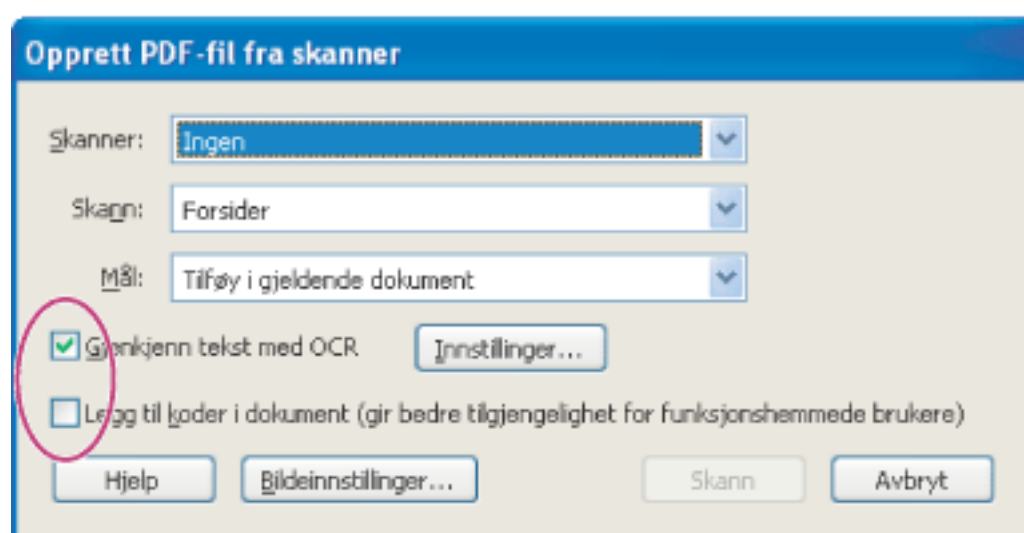 Opprett PDF-fil fra skanner
Skanner: Ingen
Skann: Forsider
Mål: Tilføy i gjeldende dokument
Gjenkjenn tekst med OCR Innstillinger...
Legg til koder i dokument (gir bedre tilgjengelighet for funksjonshemmede brukere)
Hjelp Bildeinnstillinger... Skann Avbryt